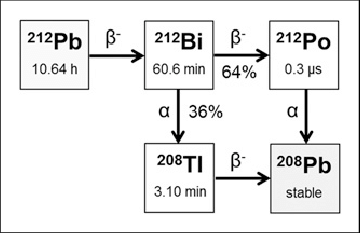 β⁻ β⁻
²¹²Pb ²¹²Bi ²¹²Po
10.64 h 60.6 min 64% 0.3 μs
α 36% α
²⁰⁸Tl β⁻ ²⁰⁸Pb
3.10 min stable